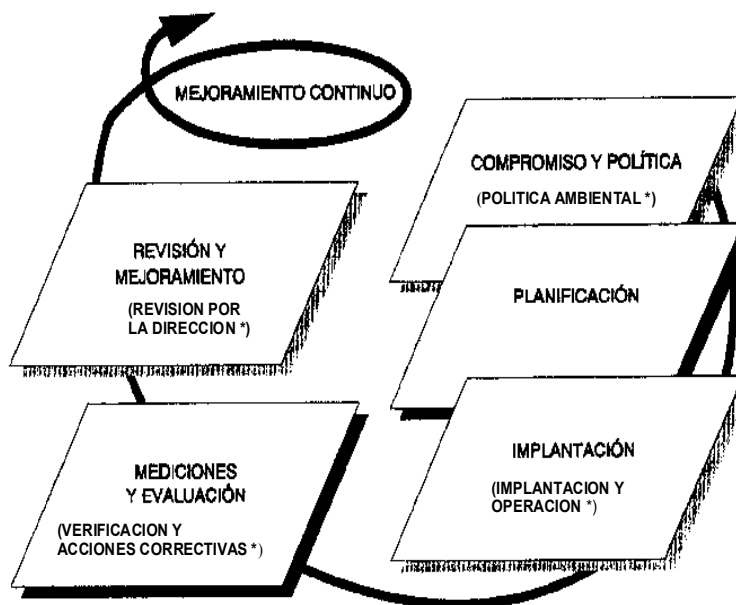 MEJORAMIENTO CONTINUO
COMPROMISO Y POLÍTICA
(POLITICA AMBIENTAL *)
PLANIFICACIÓN
IMPLANTACIÓN
(IMPLANTACION Y
OPERACION *)
MEDICIONES
Y EVALUACIÓN
(VERIFICACION Y
ACCIONES CORRECTIVAS *)
REVISIÓN Y
MEJORAMIENTO
(REVISION POR
LA DIRECCION *)